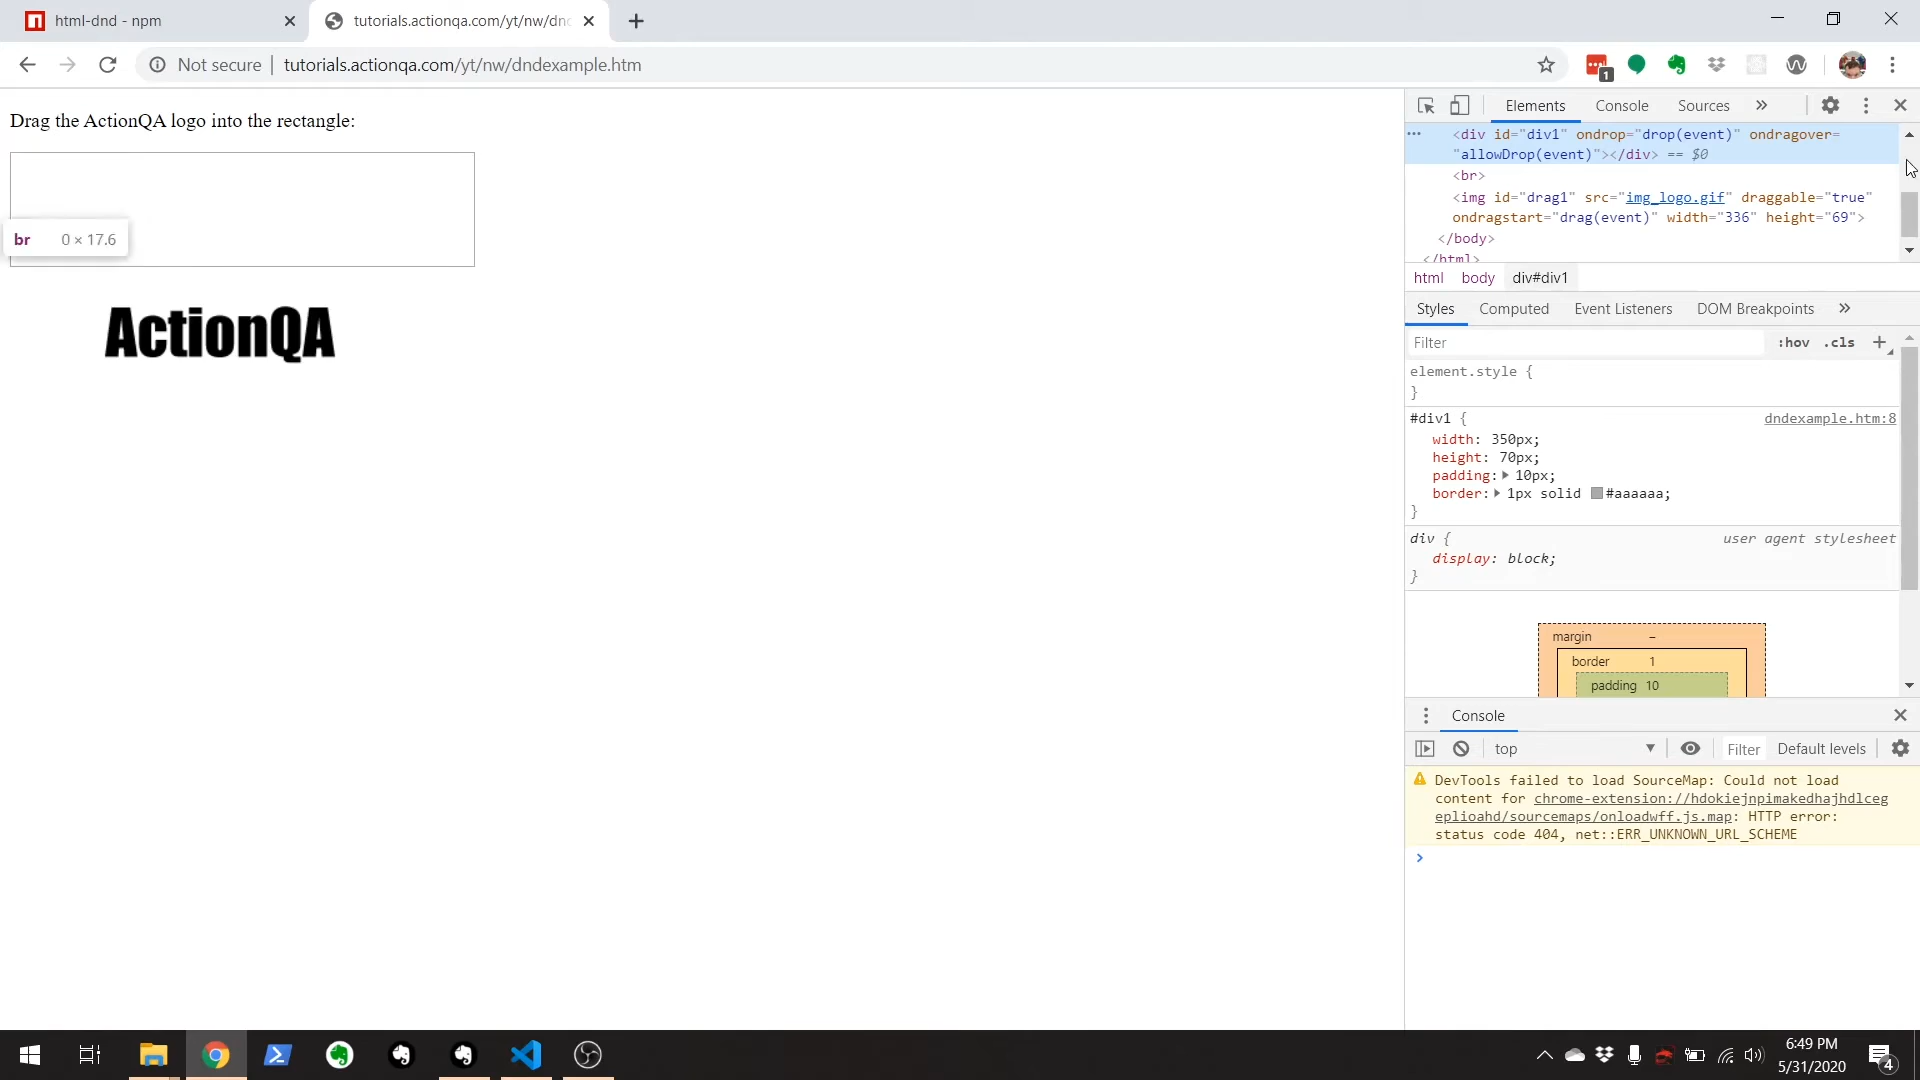 html-dnd - npm
tutorials.actionqa.com/yt/nw/dnd
Not secure | tutorials.actionqa.com/yt/nw/dndexample.htm
1
Drag the ActionQA logo into the rectangle:
br 0 × 17.6
ActionQA
Elements Console Sources »
··· <div id="div1" ondrop="drop(event)" ondragover=
"allowDrop(event)"></div> == $0
<br>
<img id="drag1" src="img_logo.gif" draggable="true"
ondragstart="drag(event)" width="336" height="69">
</body>
</html>
html body div#div1
Styles Computed Event Listeners DOM Breakpoints »
Filter :hov .cls +
element.style {
}
#div1 { dndexample.htm:8
width: 350px;
height: 70px;
padding: 10px;
border: 1px solid #aaaaaa;
}
div { user agent stylesheet
display: block;
}
margin –
border 1
padding 10
Console
top Filter Default levels
DevTools failed to load SourceMap: Could not load
content for chrome-extension://hdokiejnpimakedhajhdlceg
eplioahd/sourcemaps/onloadwff.js.map: HTTP error:
status code 404, net::ERR_UNKNOWN_URL_SCHEME
6:49 PM
5/31/2020
4